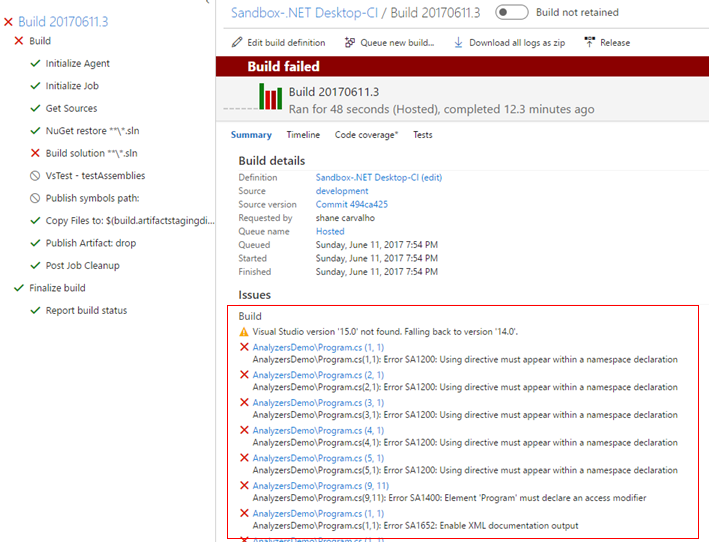 Build 20170611.3
Build
Initialize Agent
Initialize Job
Get Sources
NuGet restore **\*.sln
Build solution **\*.sln
VsTest - testAssemblies
Publish symbols path:
Copy Files to: $(build.artifactstagingdi...
Publish Artifact: drop
Post Job Cleanup
Finalize build
Report build status
Sandbox-.NET Desktop-CI / Build 20170611.3 Build not retained
Edit build definition Queue new build... Download all logs as zip Release
Build failed
Build 20170611.3
Ran for 48 seconds (Hosted), completed 12.3 minutes ago
Summary Timeline Code coverage* Tests
Build details
Definition Sandbox-.NET Desktop-CI (edit)
Source development
Source version Commit 494ca425
Requested by shane carvalho
Queue name Hosted
Queued Sunday, June 11, 2017 7:54 PM
Started Sunday, June 11, 2017 7:54 PM
Finished Sunday, June 11, 2017 7:54 PM
Issues
Build
Visual Studio version '15.0' not found. Falling back to version '14.0'.
AnalyzersDemo\Program.cs (1, 1)
AnalyzersDemo\Program.cs(1,1): Error SA1200: Using directive must appear within a namespace declaration
AnalyzersDemo\Program.cs (2, 1)
AnalyzersDemo\Program.cs(2,1): Error SA1200: Using directive must appear within a namespace declaration
AnalyzersDemo\Program.cs (3, 1)
AnalyzersDemo\Program.cs(3,1): Error SA1200: Using directive must appear within a namespace declaration
AnalyzersDemo\Program.cs (4, 1)
AnalyzersDemo\Program.cs(4,1): Error SA1200: Using directive must appear within a namespace declaration
AnalyzersDemo\Program.cs (5, 1)
AnalyzersDemo\Program.cs(5,1): Error SA1200: Using directive must appear within a namespace declaration
AnalyzersDemo\Program.cs (9, 11)
AnalyzersDemo\Program.cs(9,11): Error SA1400: Element 'Program' must declare an access modifier
AnalyzersDemo\Program.cs (1, 1)
AnalyzersDemo\Program.cs(1,1): Error SA1652: Enable XML documentation output